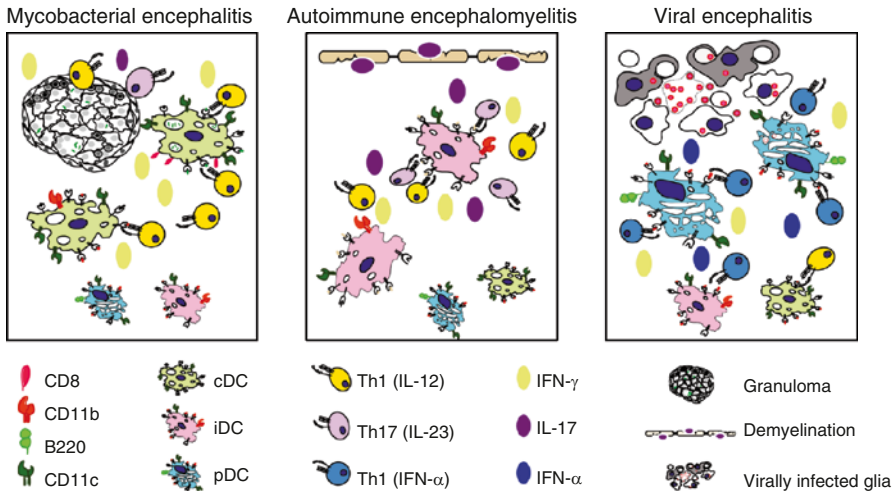 Mycobacterial encephalitis
Autoimmune encephalomyelitis
Viral encephalitis
CD8
CD11b
B220
CD11c
cDC
iDC
pDC
Th1 (IL-12)
Th17 (IL-23)
Th1 (IFN-α)
IFN-γ
IL-17
IFN-α
Granuloma
Demyelination
Virally infected glia